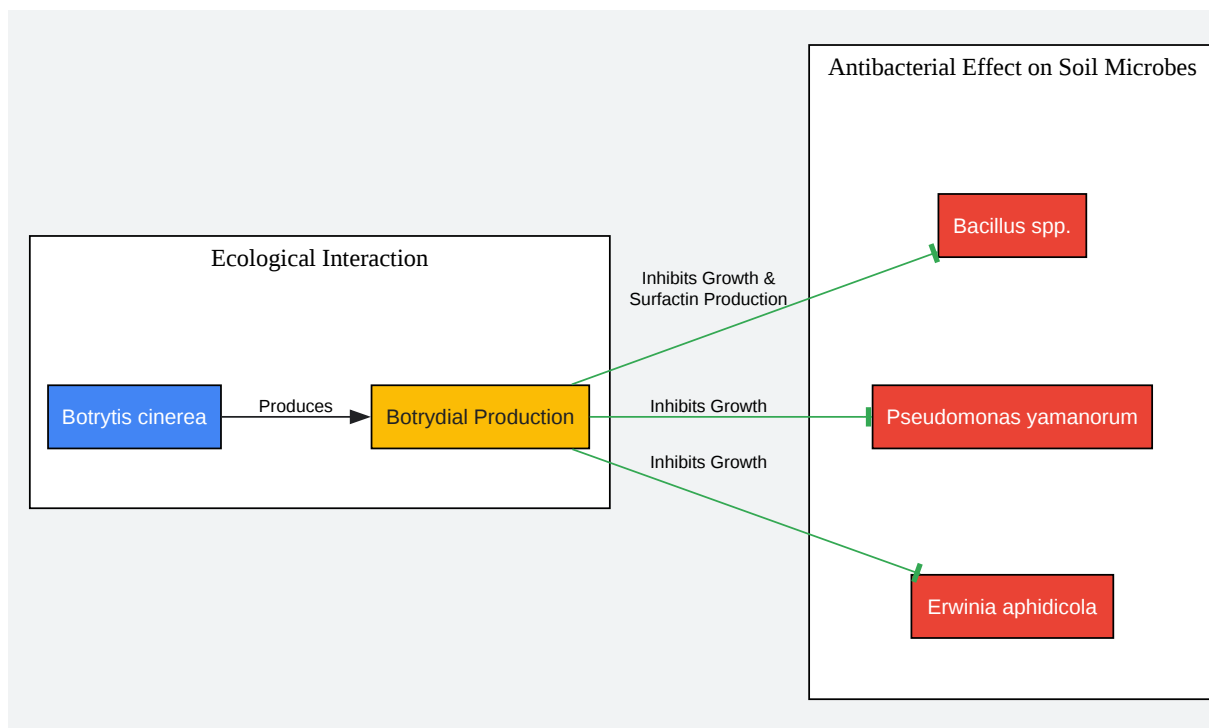 Ecological Interaction
Botrytis cinerea
Produces
Botrydial Production
Inhibits Growth &
Surfactin Production
Inhibits Growth
Inhibits Growth
Antibacterial Effect on Soil Microbes
Bacillus spp.
Pseudomonas yamanorum
Erwinia aphidicola